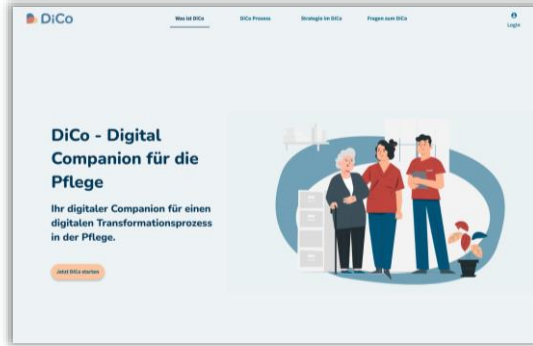 DiCo
Was ist DiCo
DiCo Prozess
Strategie im DiCo
Fragen zum DiCo
Login
DiCo - Digital
Companion für die
Pflege
Ihr digitaler Companion für einen
digitalen Transformationsprozess
in der Pflege.
Jetzt DiCo starten